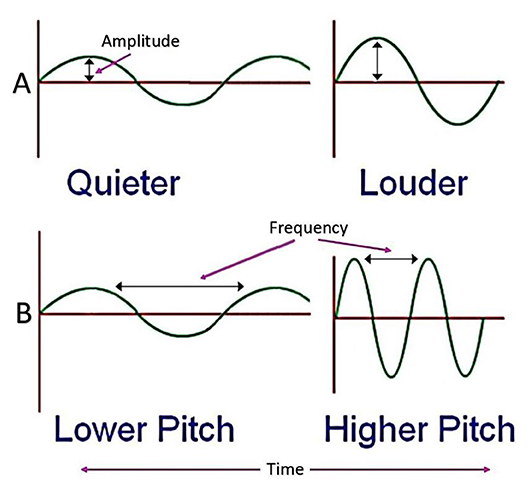 Amplitude
A
Quieter
Louder
Frequency
B
Lower Pitch
Higher Pitch
Time